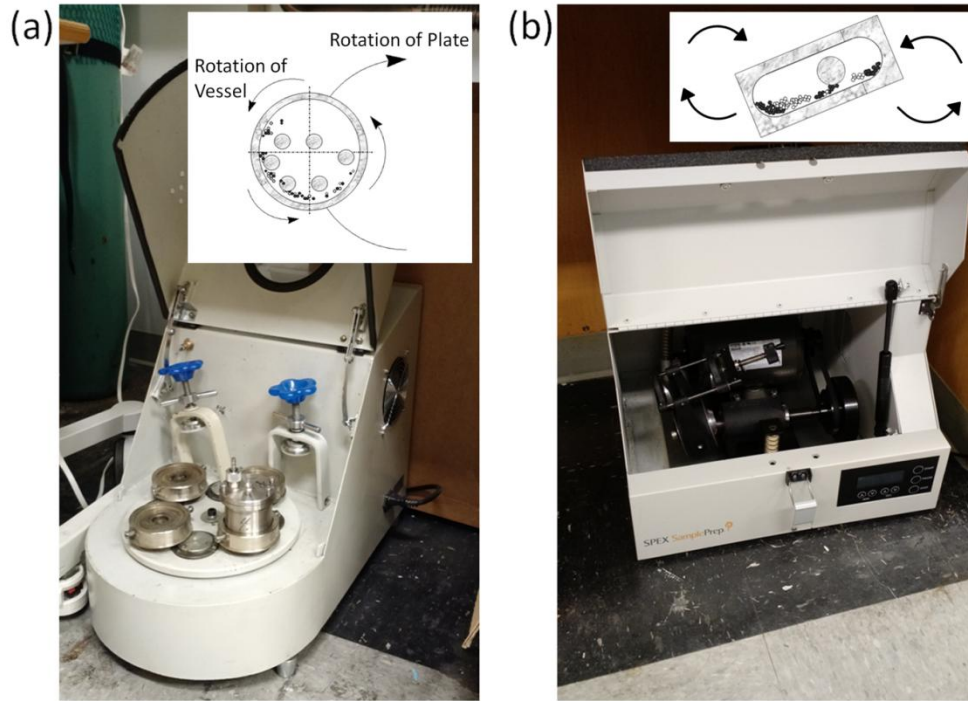 (a)
Rotation of Plate
Rotation of
Vessel
(b)
SPEX SamplePrep